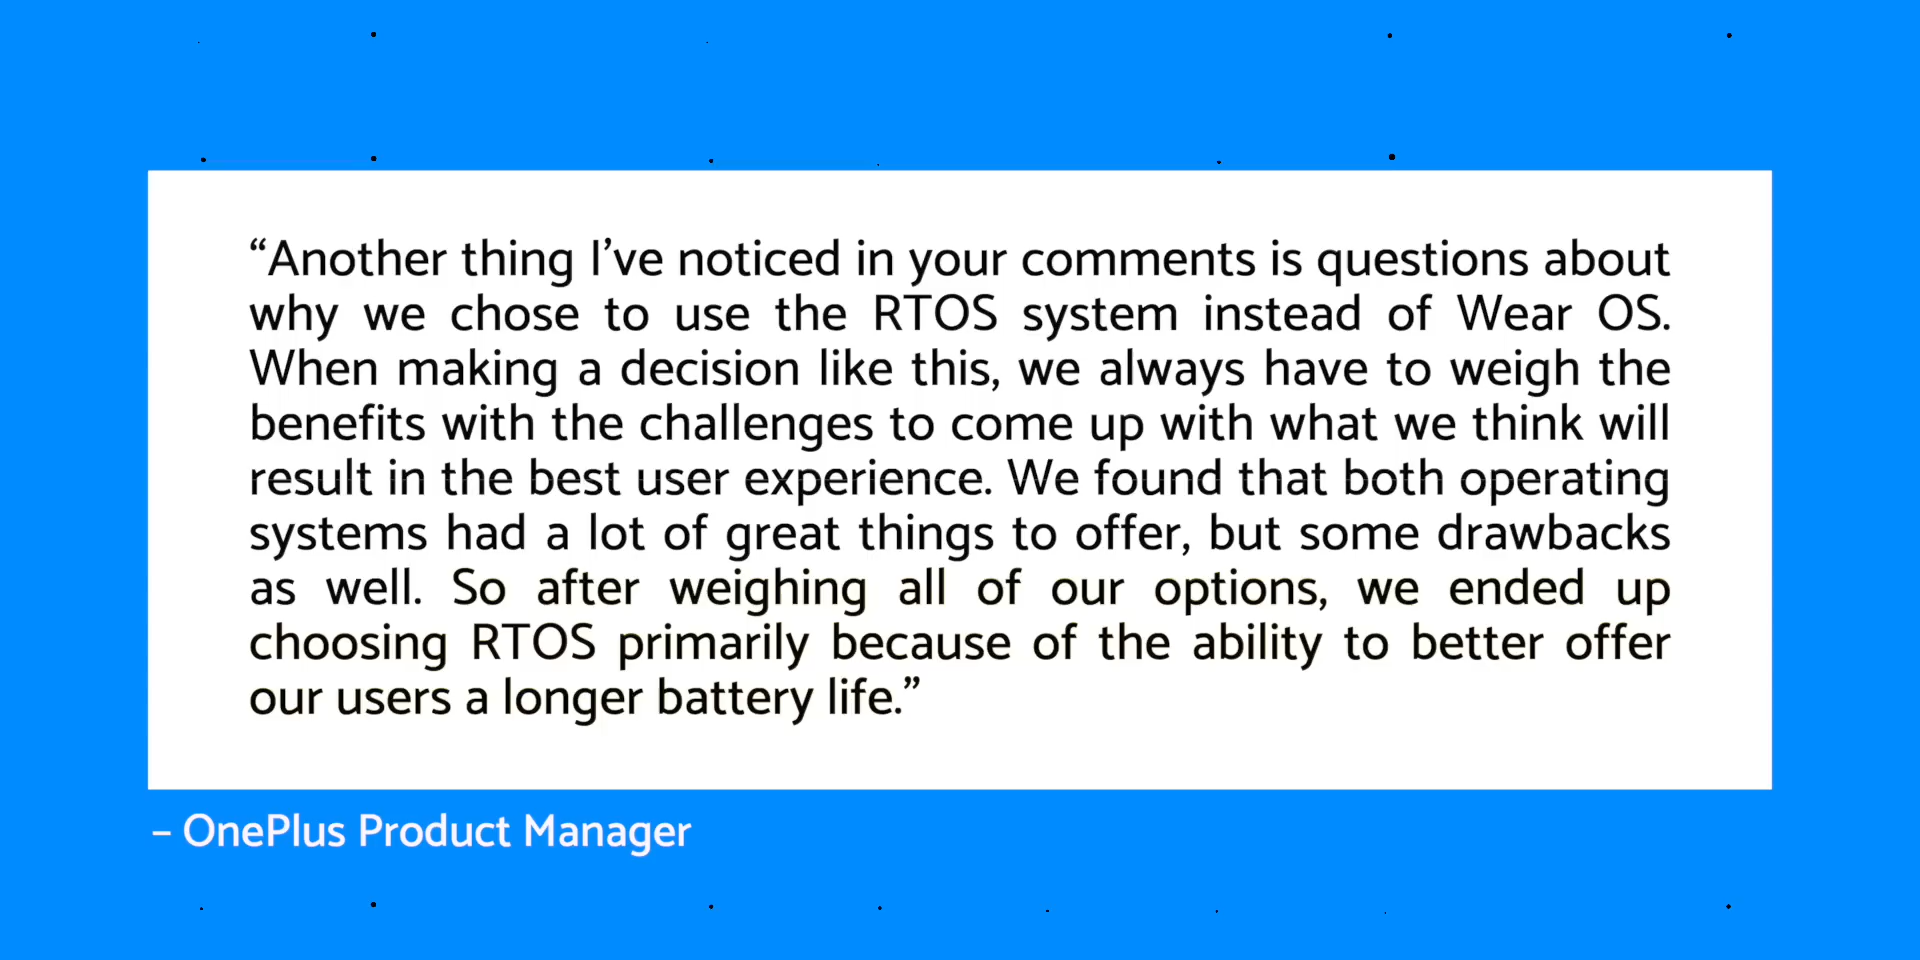 “Another thing I’ve noticed in your comments is questions about
why we chose to use the RTOS system instead of Wear OS.
When making a decision like this, we always have to weigh the
benefits with the challenges to come up with what we think will
result in the best user experience. We found that both operating
systems had a lot of great things to offer, but some drawbacks
as well. So after weighing all of our options, we ended up
choosing RTOS primarily because of the ability to better offer
our users a longer battery life.”
– OnePlus Product Manager